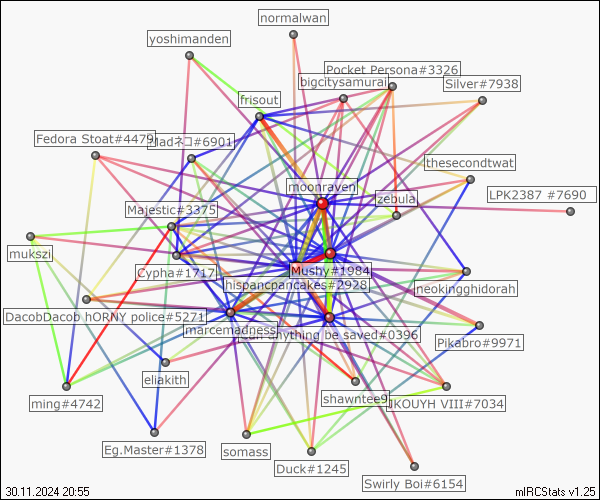 normalwan
yoshimanden
Pocket Persona#3326
bigcitysamurai
Silver#7938
frisout
Fedora Stoat#4479
Madネコ#6901
thesecondtwat
moonraven
LPK2387 #7690
zebula
Majestic#3375
mukszi
Cypha#1717
Mushy#1984
hispancpancakes#2928
neokingghidorah
DacobDacob hORNY police#5271
marcemadness
can anything be saved#0396
Pikabro#9971
eliakith
shawntee9
ming#4742
JKOUYH VIII#7034
Eg.Master#1378
somass
Duck#1245
Swirly Boi#6154
30.11.2024 20:55
mIRCStats v1.25